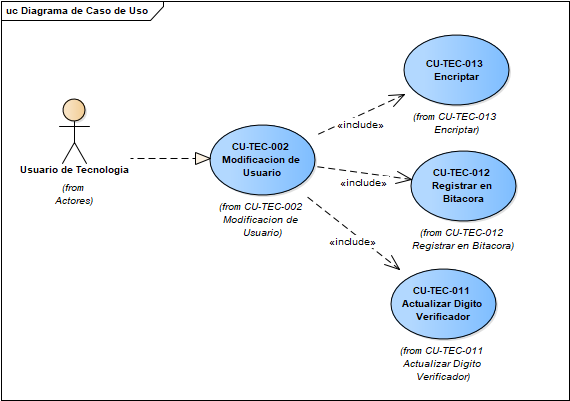 uc Diagrama de Caso de Uso
CU-TEC-013
Encriptar
(from CU-TEC-013
Encriptar)
«include»
Usuario de Tecnologia
(from
Actores)
CU-TEC-002
Modificacion de
Usuario
(from CU-TEC-002
Modificacion de
Usuario)
«include»
CU-TEC-012
Registrar en
Bitacora
(from CU-TEC-012
Registrar en Bitacora)
«include»
CU-TEC-011
Actualizar Digito
Verificador
(from CU-TEC-011
Actualizar Digito
Verificador)